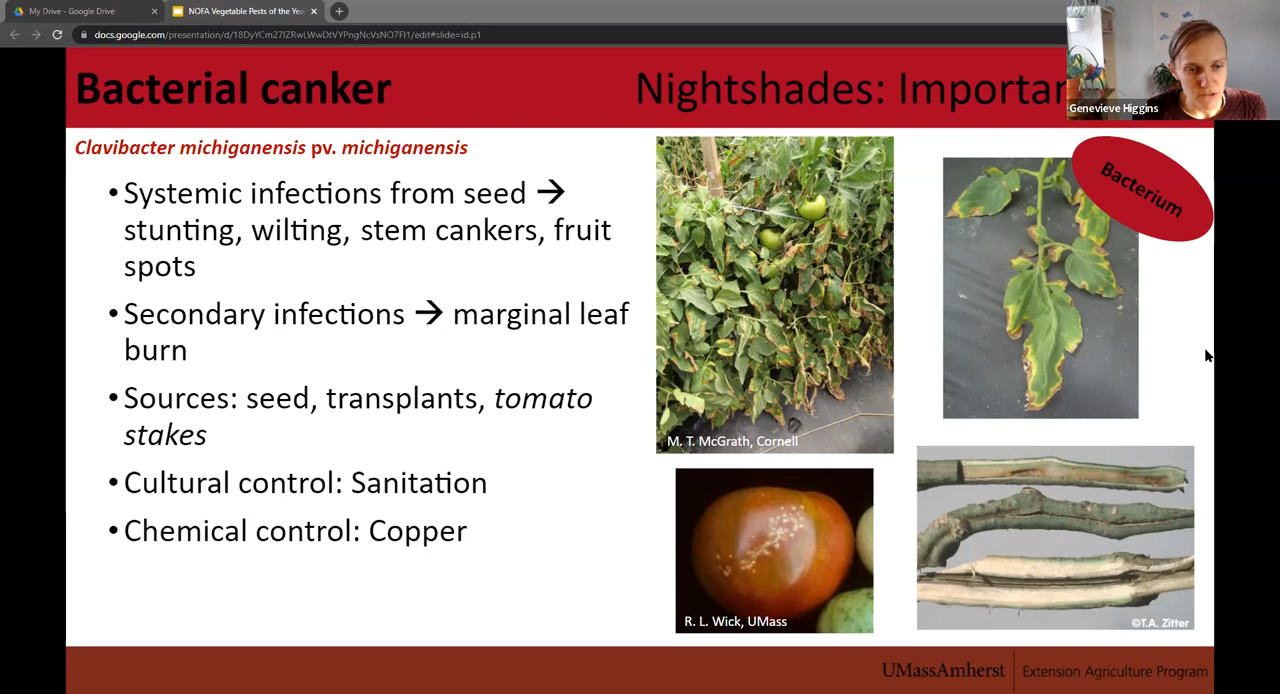 My Drive - Google Drive
NOFA Vegetable Pests of the Yea
docs.google.com/presentation/d/18DyYCm27IZRwLWwDtVYPngNcVsNO7FI1/edit#slide=id.p1
Bacterial canker
Nightshades: Importan
Genevieve Higgins
Clavibacter michiganensis pv. michiganensis
Bacterium
• Systemic infections from seed →
stunting, wilting, stem cankers, fruit
spots
• Secondary infections → marginal leaf
burn
• Sources: seed, transplants, tomato
stakes
• Cultural control: Sanitation
• Chemical control: Copper
M. T. McGrath, Cornell
R. L. Wick, UMass
©T.A. Zitter
UMassAmherst
Extension Agriculture Program